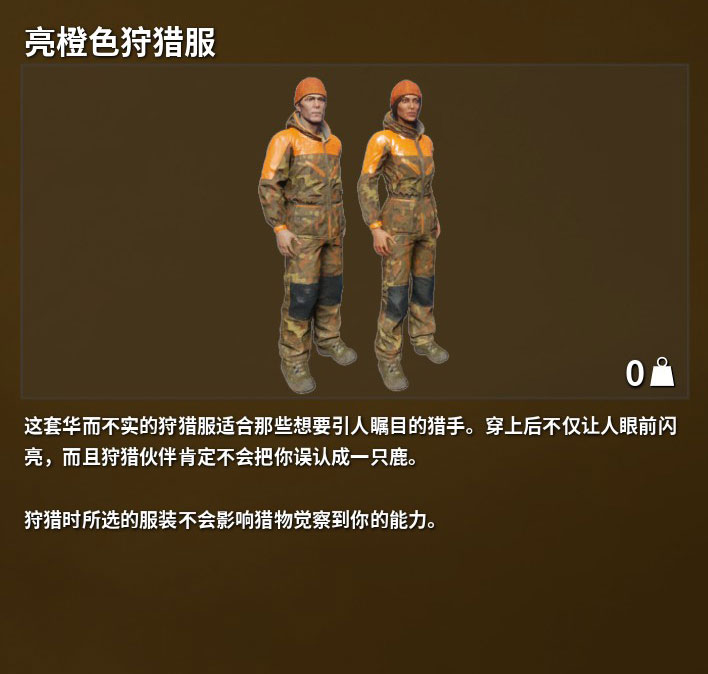 亮橙色狩猎服
0
这套华而不实的狩猎服适合那些想要引人瞩目的猎手。穿上后不仅让人眼前闪
亮，而且狩猎伙伴肯定不会把你误认成一只鹿。
狩猎时所选的服装不会影响猎物觉察到你的能力。